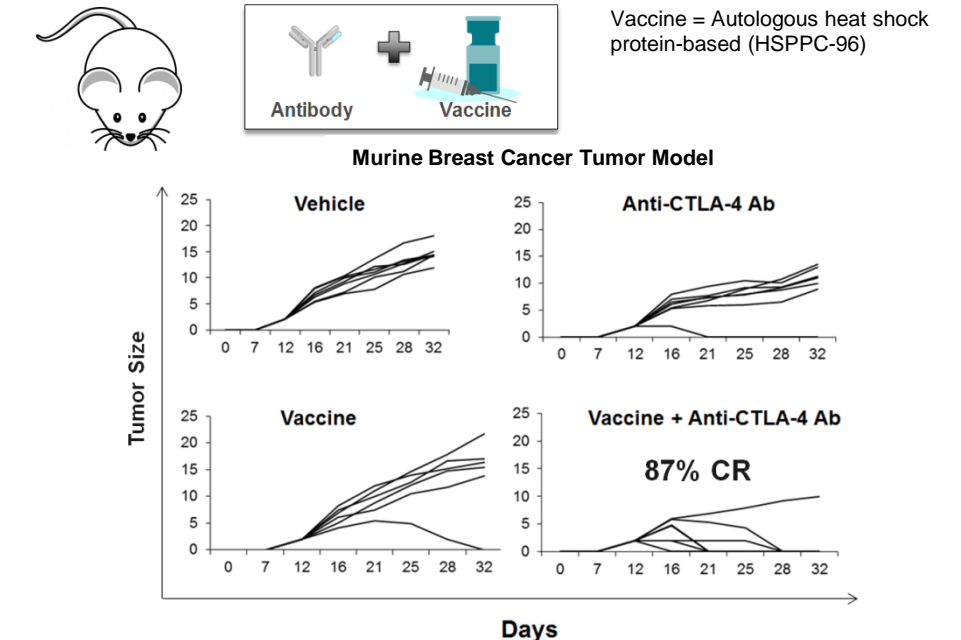 Vaccine = Autologous heat shock
protein-based (HSPPC-96)
Antibody
Vaccine
Murine Breast Cancer Tumor Model
Tumor Size
Vehicle
25
20
15
10
5
0
0 7 12 16 21 25 28 32
Anti-CTLA-4 Ab
25
20
15
10
5
0
0 7 12 16 21 25 28 32
Vaccine
25
20
15
10
5
0
0 7 12 16 21 25 28 32
Vaccine + Anti-CTLA-4 Ab
87% CR
25
20
15
10
5
0
0 7 12 16 21 25 28 32
Days